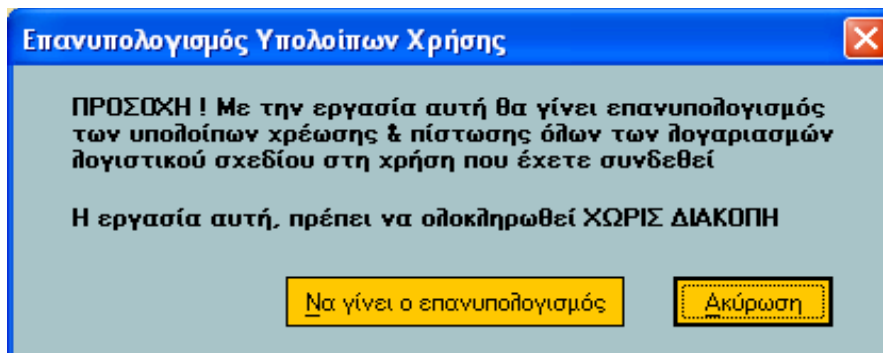 Επανυπολογισμός Υπολοίπων Χρήσης
ΠΡΟΣΟΧΗ ! Με την εργασία αυτή θα γίνει επανυπολογισμός
των υπολοίπων χρέωσης & πίστωσης όλων των λογαριασμών
λογιστικού σχεδίου στη χρήση που έχετε συνδεθεί
Η εργασία αυτή, πρέπει να ολοκληρωθεί ΧΩΡΙΣ ΔΙΑΚΟΠΗ
Να γίνει ο επανυπολογισμός
Ακύρωση